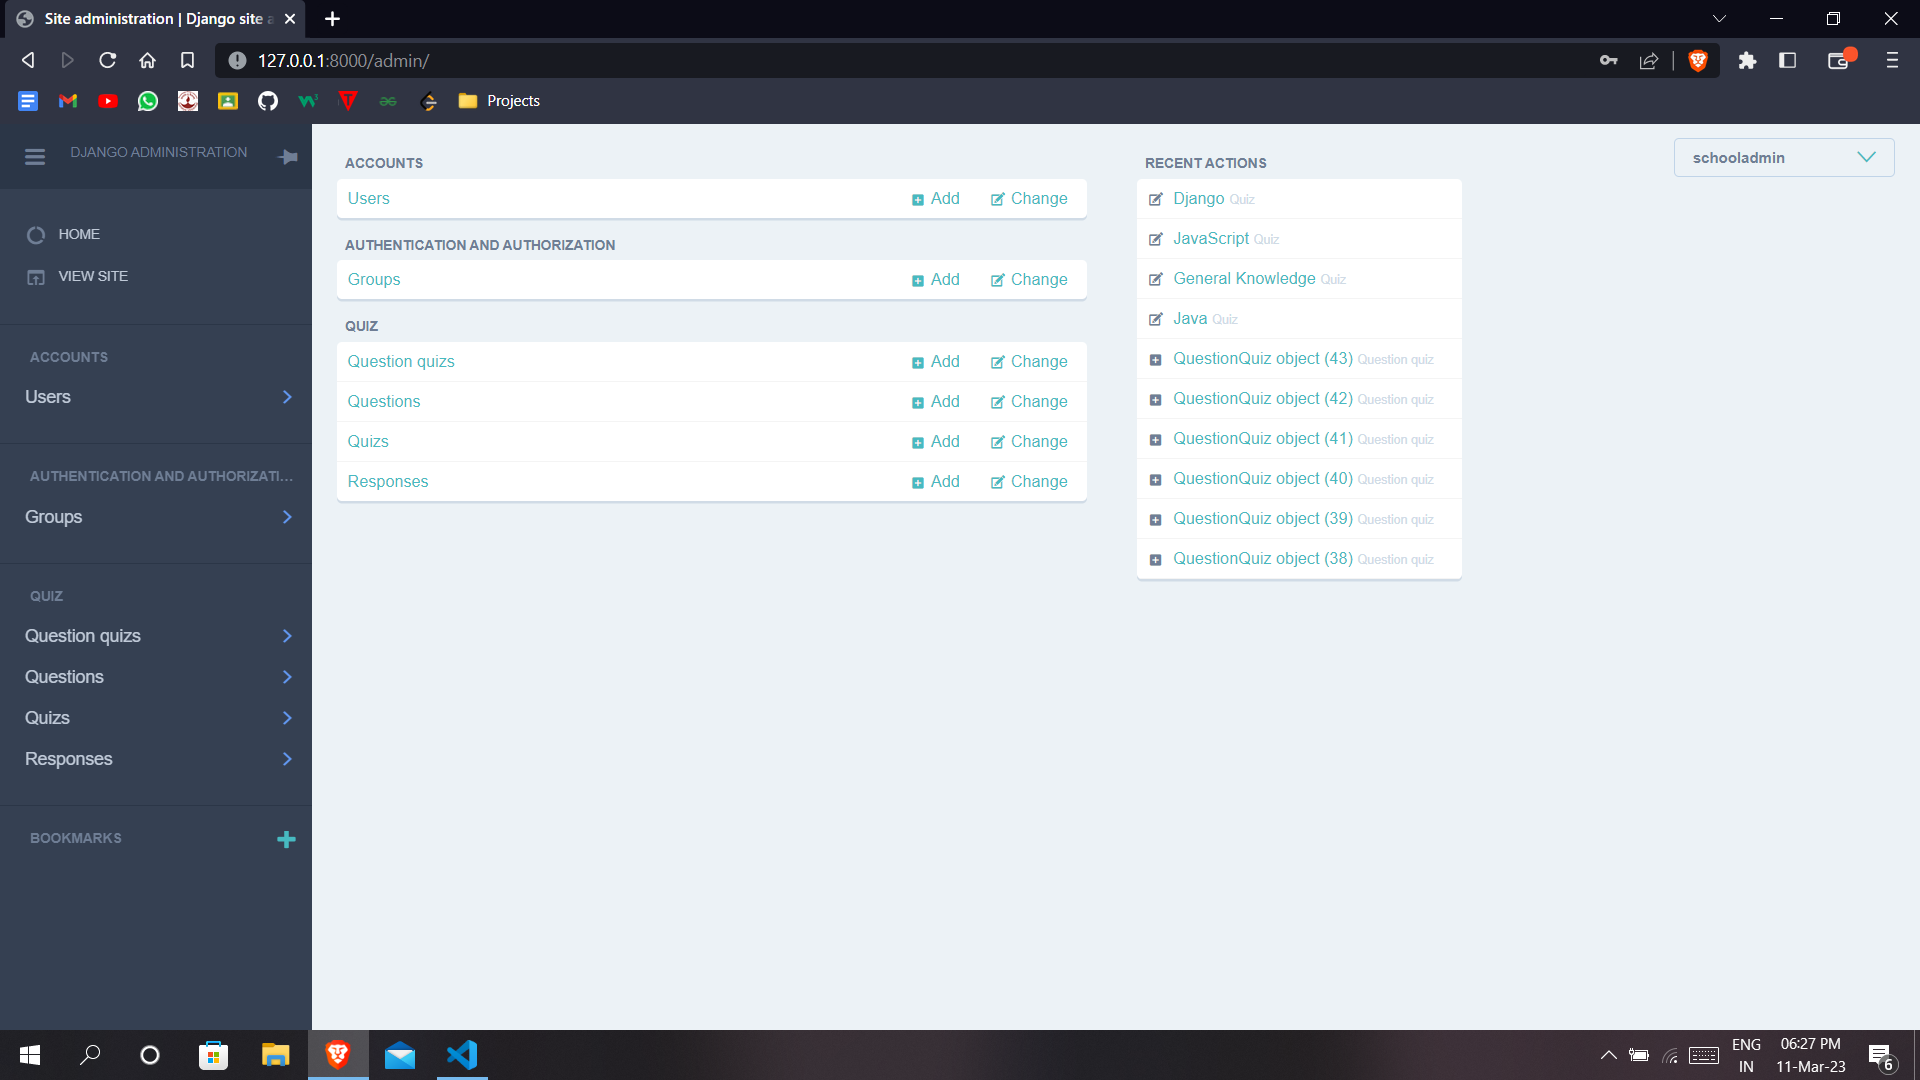 Site administration | Django site a
127.0.0.1:8000/admin/
Projects
DJANGO ADMINISTRATION
HOME
VIEW SITE
ACCOUNTS
Users
AUTHENTICATION AND AUTHORIZATI...
Groups
QUIZ
Question quizs
Questions
Quizs
Responses
BOOKMARKS
ACCOUNTS
Users Add Change
AUTHENTICATION AND AUTHORIZATION
Groups Add Change
QUIZ
Question quizs Add Change
Questions Add Change
Quizs Add Change
Responses Add Change
RECENT ACTIONS
Django Quiz
JavaScript Quiz
General Knowledge Quiz
Java Quiz
QuestionQuiz object (43) Question quiz
QuestionQuiz object (42) Question quiz
QuestionQuiz object (41) Question quiz
QuestionQuiz object (40) Question quiz
QuestionQuiz object (39) Question quiz
QuestionQuiz object (38) Question quiz
schooladmin
ENG
IN
06:27 PM
11-Mar-23
6